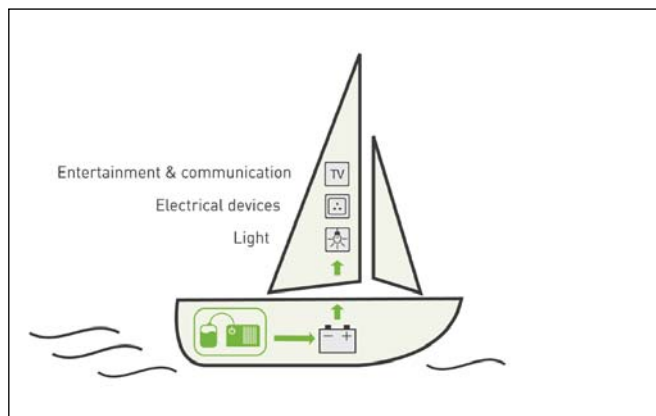 Entertainment & communication
TV
Electrical devices
Light
− +